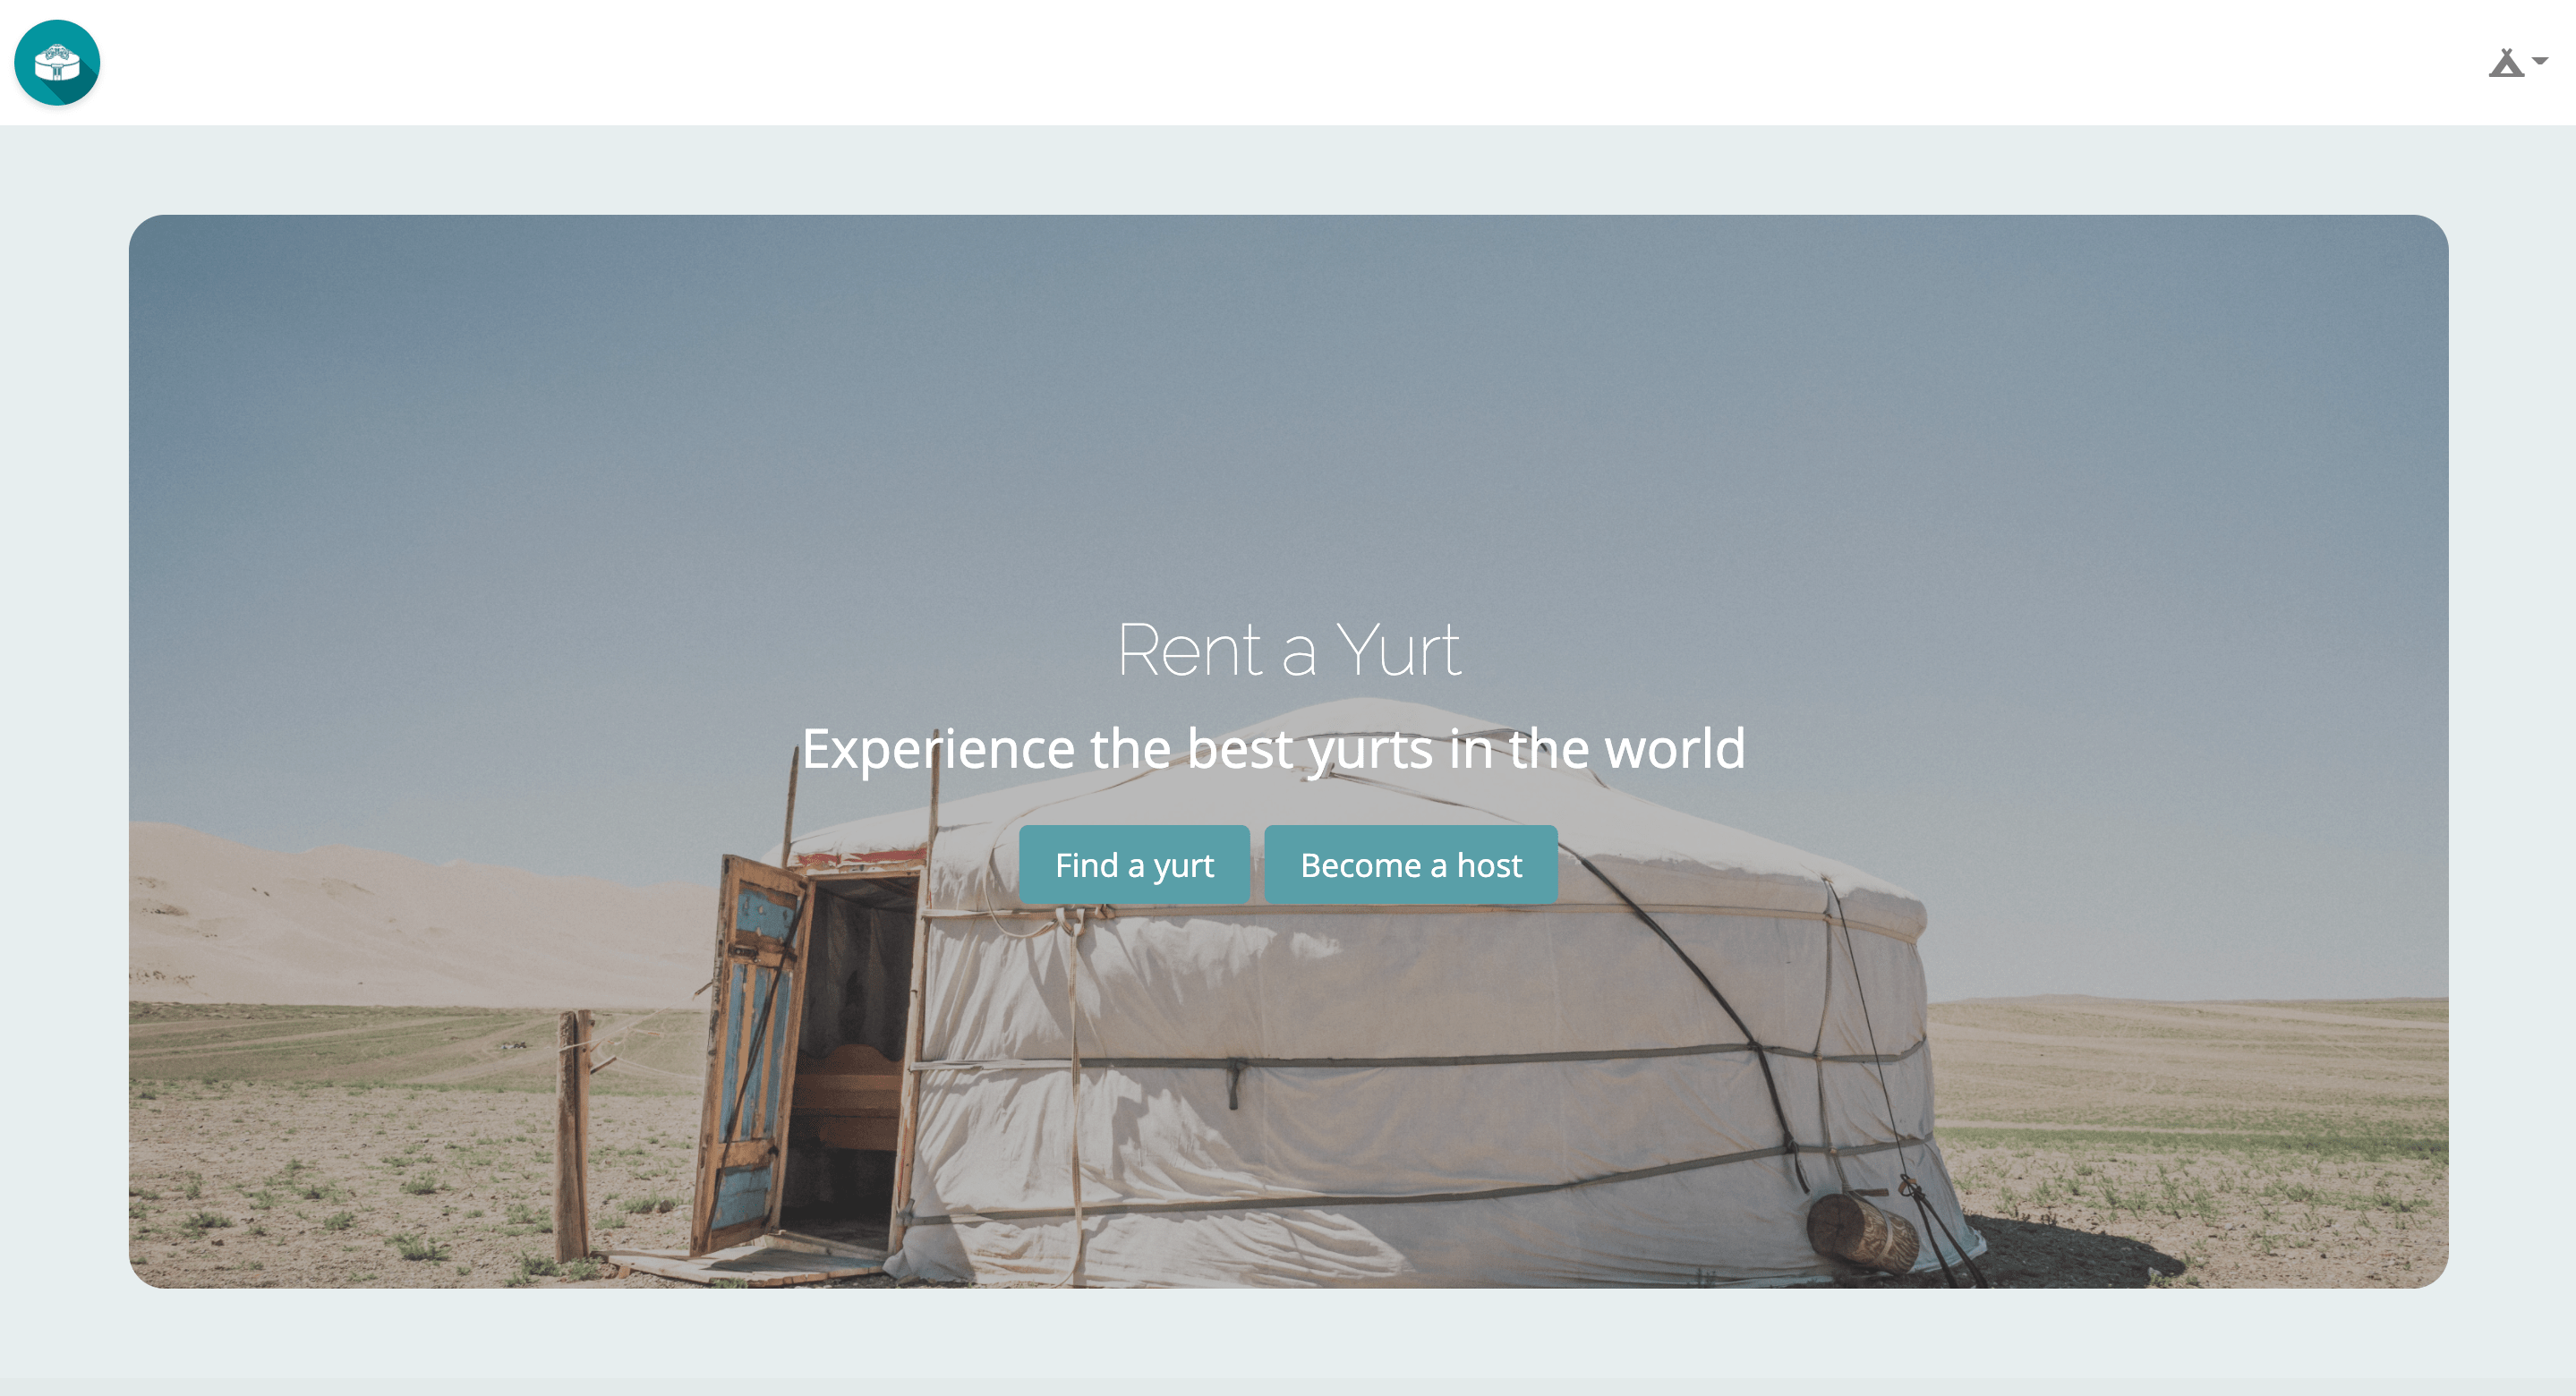 Rent a Yurt
Experience the best yurts in the world
Find a yurt
Become a host